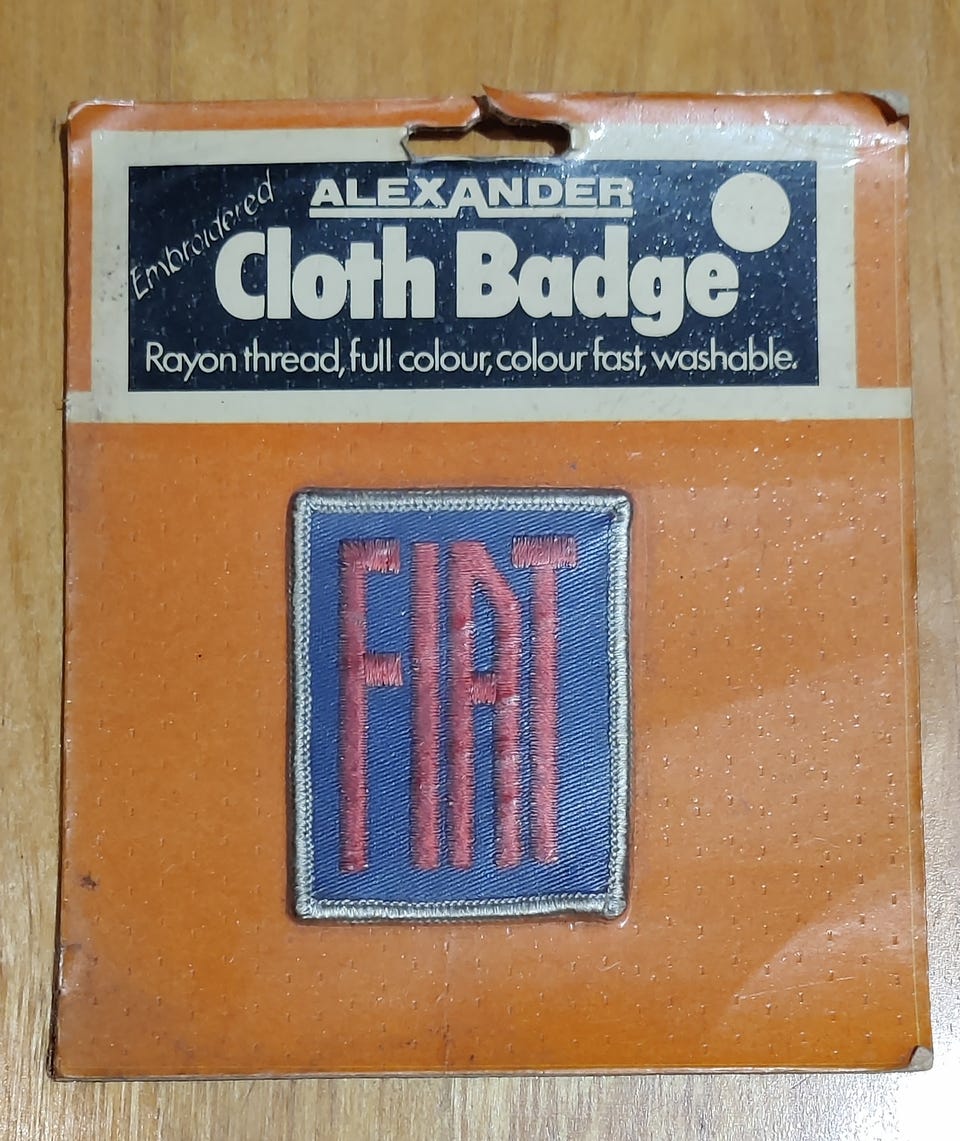 ALEXANDER
Embroidered
Cloth Badge
Rayon thread, full colour, colour fast, washable.
FIAT